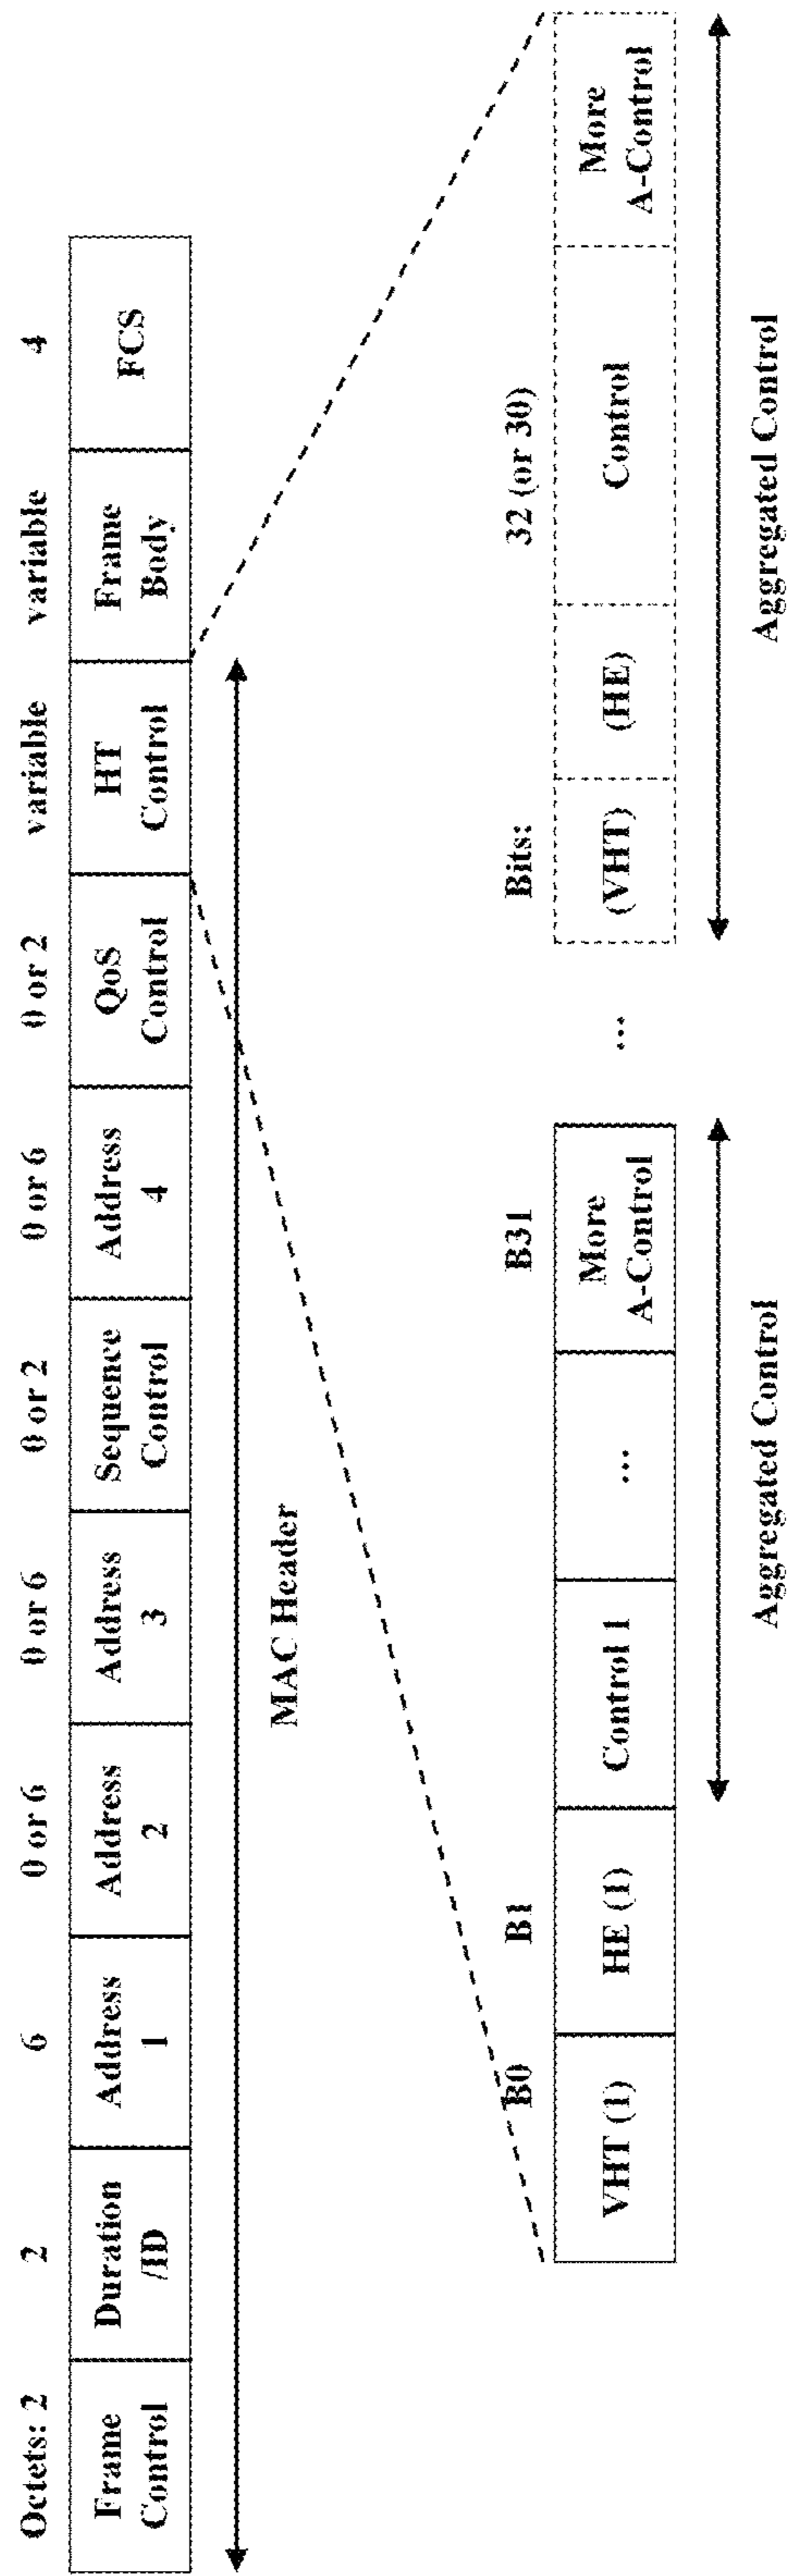 Octets: 2 2 6 0 or 6 0 or 6 0 or 2 0 or 6 0 or 2 variable variable 4
Frame Duration Address Address Address Sequence Address QoS HT Frame FCS
Control /ID 1 2 3 Control 4 Control Control Body
MAC Header
B0 B1 B31 Bits: 32 (or 30)
VHT (1) HE (1) Control 1 ... More A-Control ... (VHT) (HE) Control More A-Control
Aggregated Control Aggregated Control